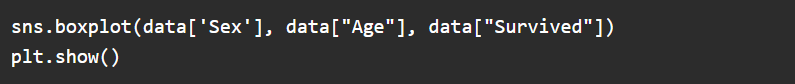 sns.boxplot(data['Sex'], data["Age"], data["Survived"])
plt.show()